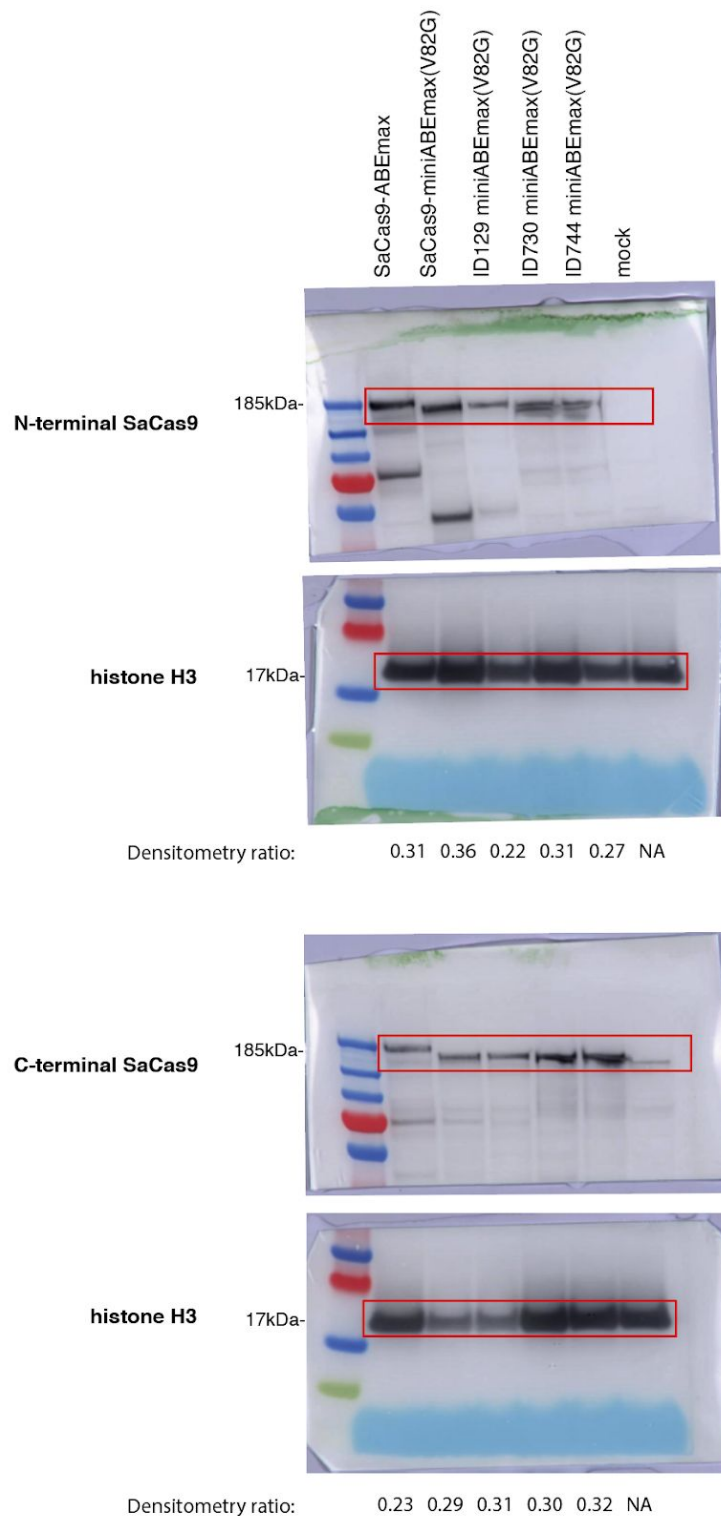 SaCas9-ABEmax
SaCas9-miniABEmax(V82G)
ID129 miniABEmax(V82G)
ID730 miniABEmax(V82G)
ID744 miniABEmax(V82G)
mock
185kDa-
N-terminal SaCas9
histone H3
17kDa-
Densitometry ratio: 0.31 0.36 0.22 0.31 0.27 NA
185kDa-
C-terminal SaCas9
histone H3
17kDa-
Densitometry ratio: 0.23 0.29 0.31 0.30 0.32 NA